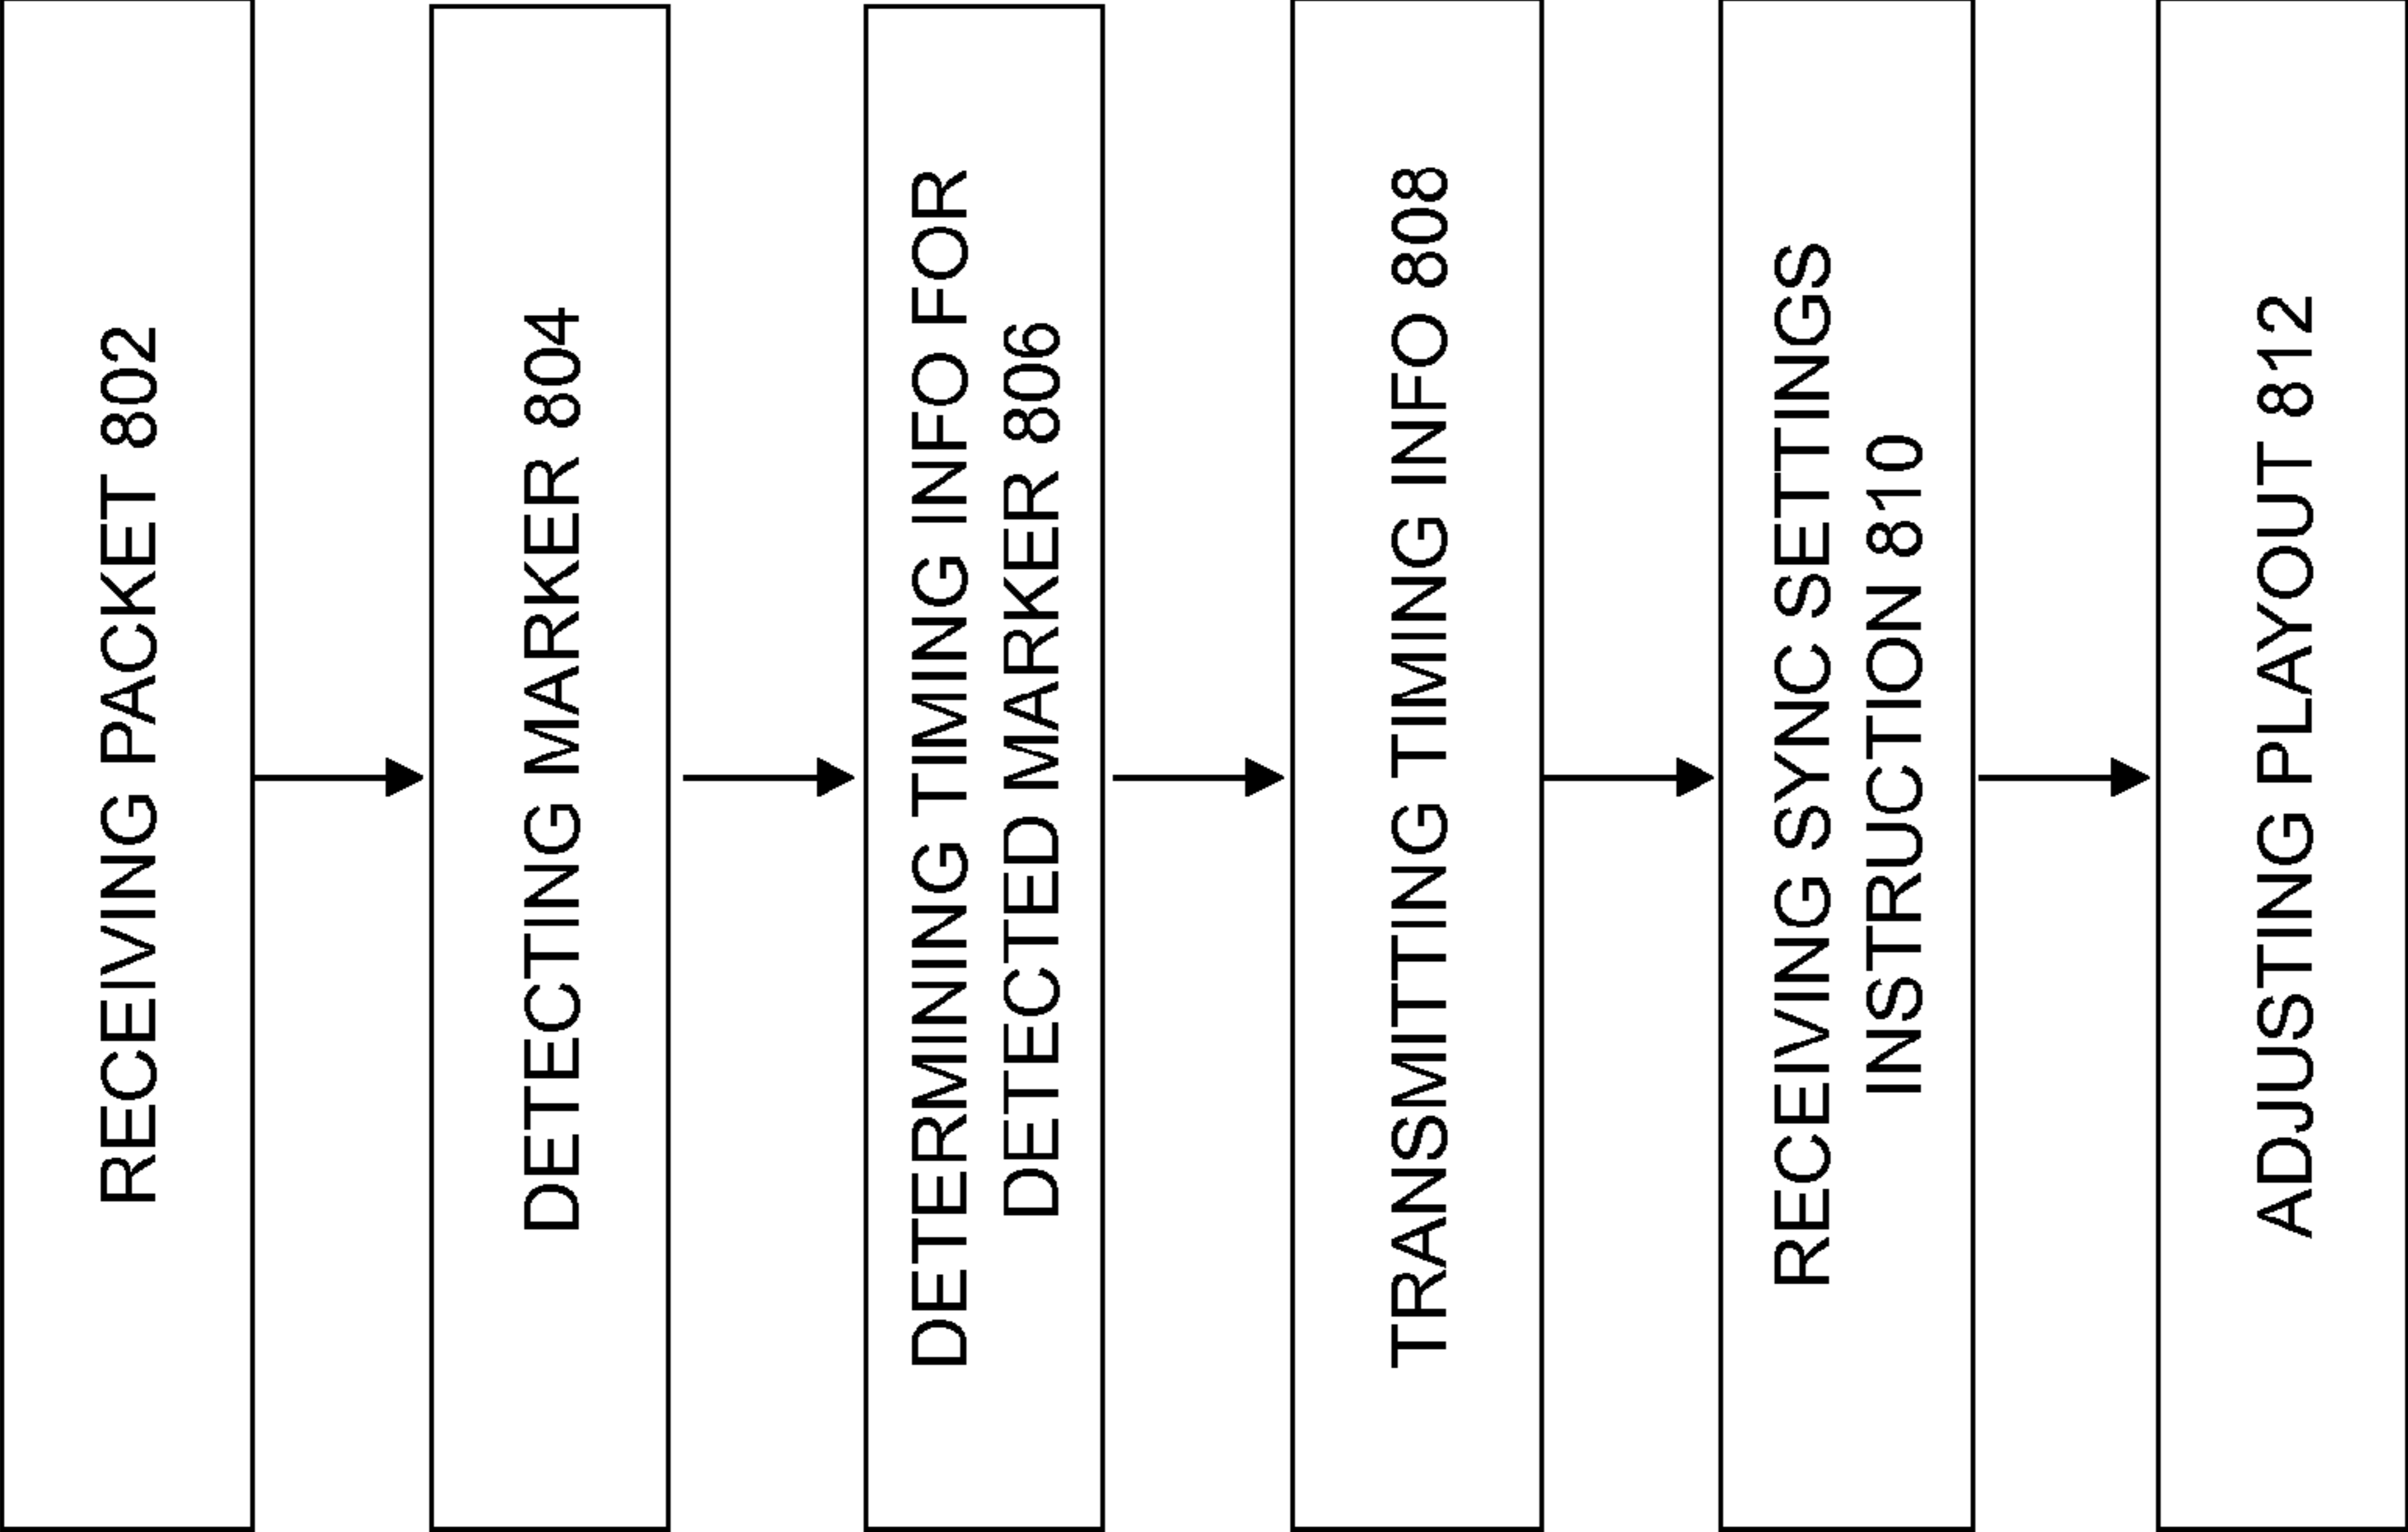 RECEIVING PACKET 802
DETECTING MARKER 804
DETERMINING TIMING INFO FOR
DETECTED MARKER 806
TRANSMITTING TIMING INFO 808
RECEIVING SYNC SETTINGS
INSTRUCTION 810
ADJUSTING PLAYOUT 812